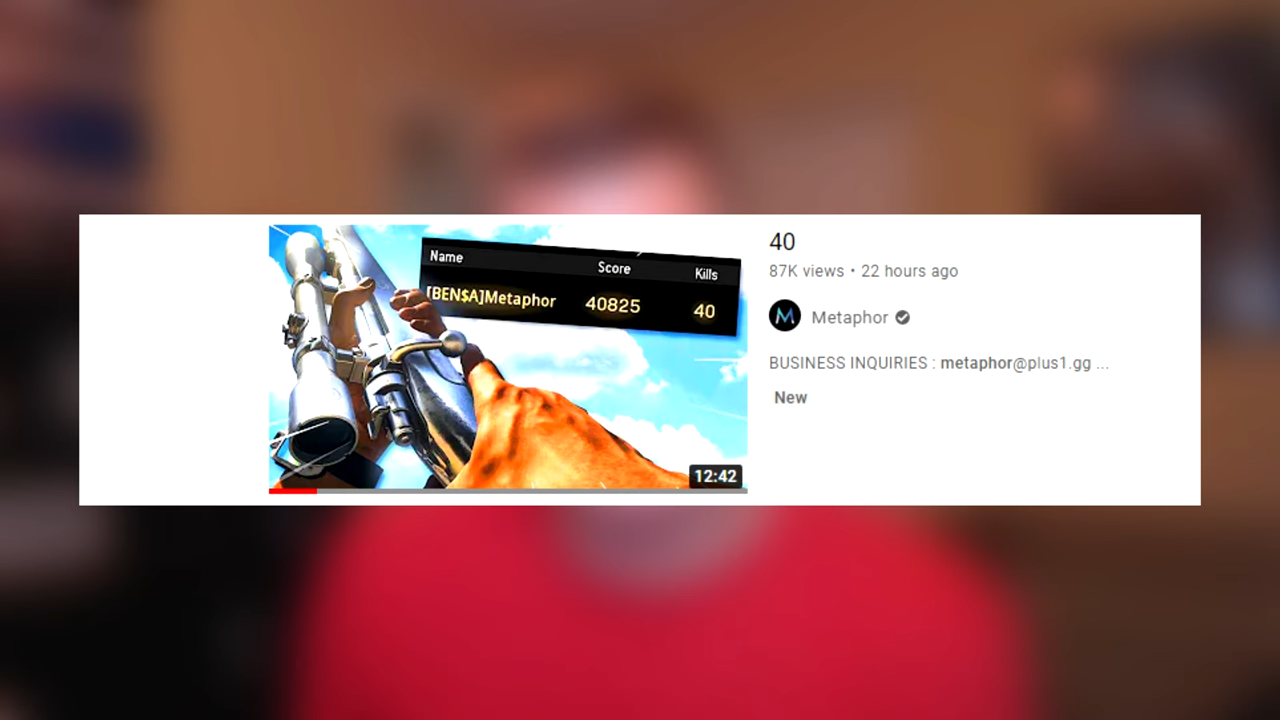 Name Score Kills
[BEN$A]Metaphor 40825 40
12:42
40
87K views • 22 hours ago
Metaphor
BUSINESS INQUIRIES : metaphor@plus1.gg ...
New